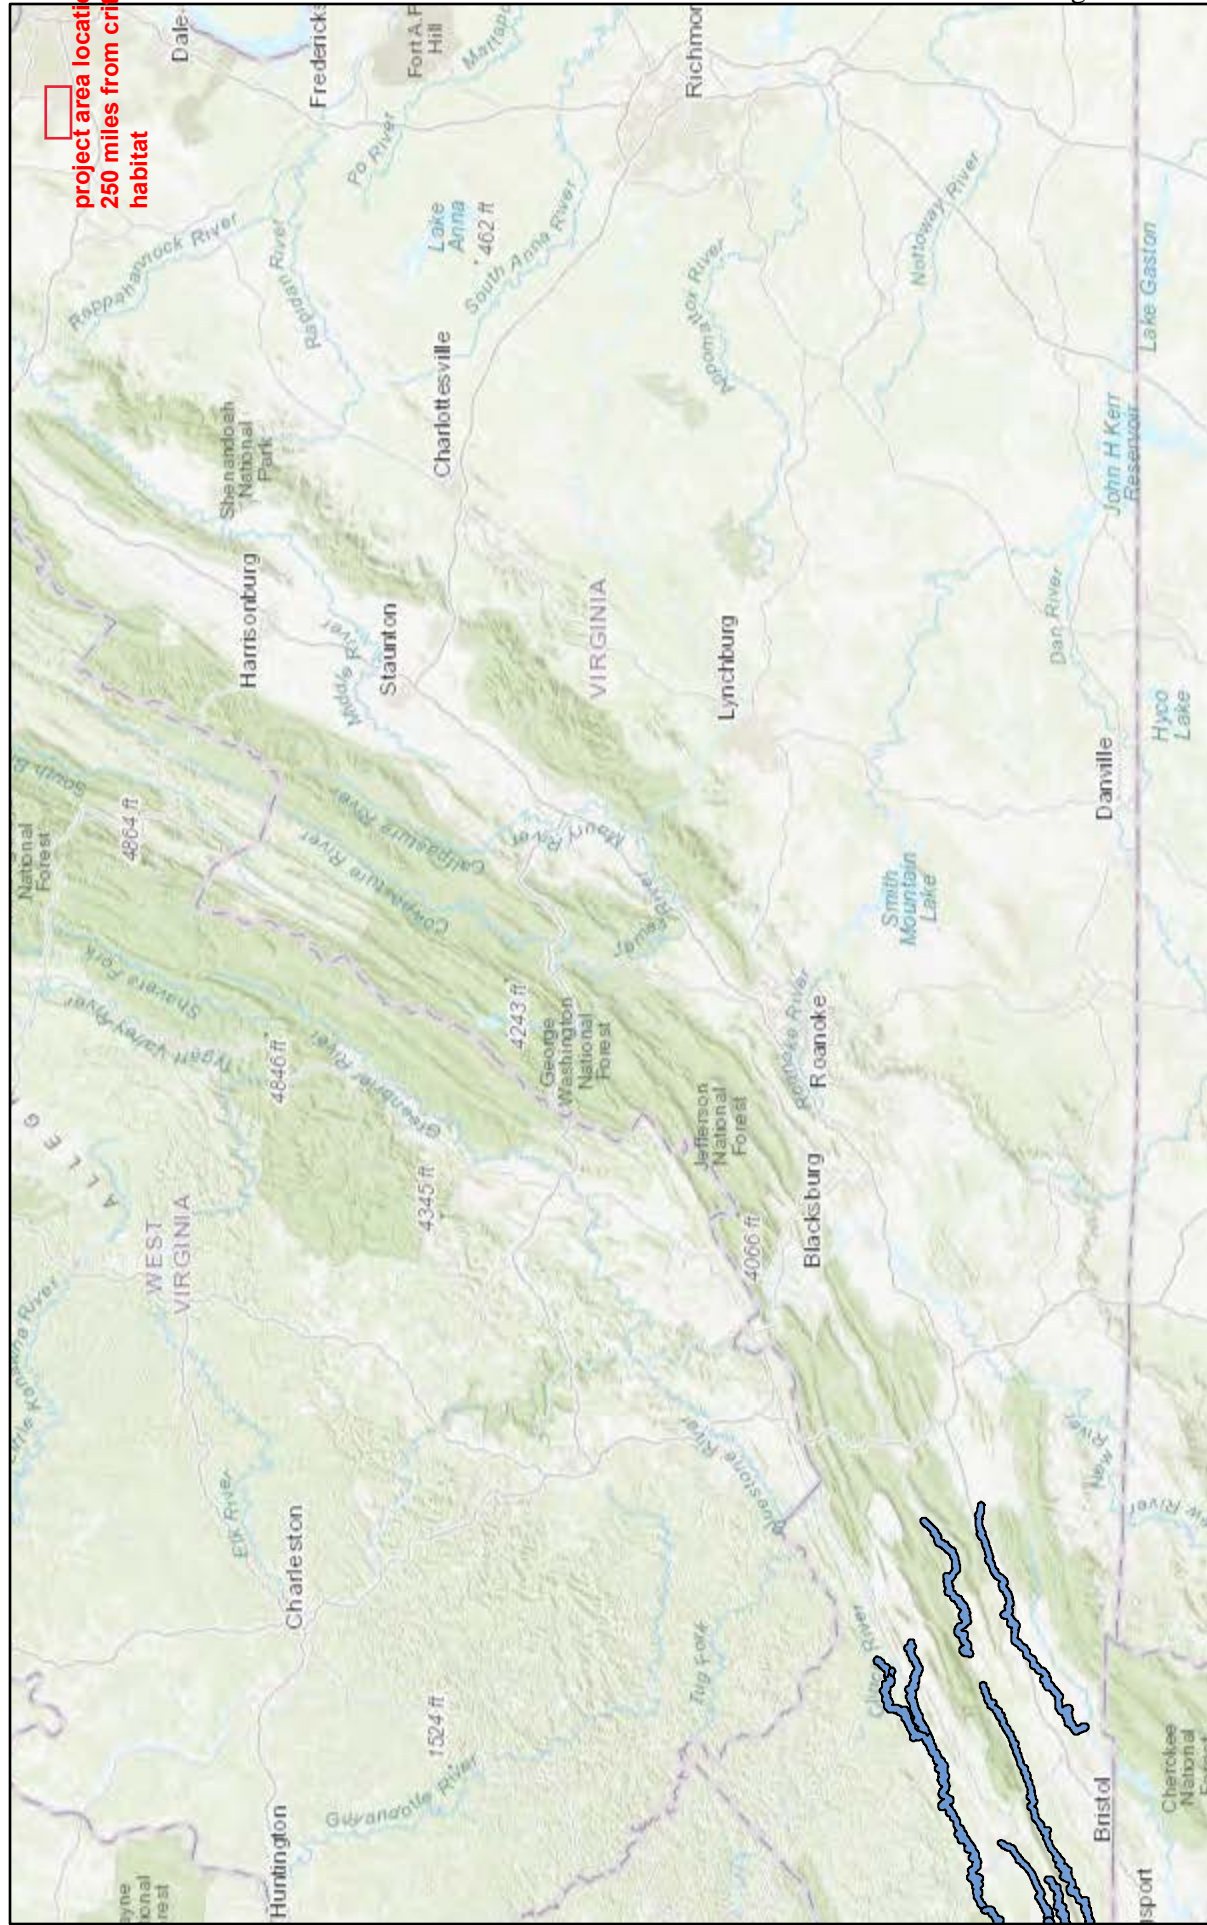 project area locati
250 miles from crit
habitat
Dale
Fredericks
Fort A.P
Hill
Mattapo
Richmon
Po River
Rappahannock River
Rapidan River
Lake
Anna
462 ft
South Anna River
Appomattox River
Nottoway River
Lake Gaston
Charlottesville
Shenandoah
National
Park
John H Kerr
Reservoir
Harrisonburg
Middle River
Staunton
VIRGINIA
Lynchburg
Dan River
Hyco
Lake
Danville
South B
National
Forest
4864 ft
Calfpasture River
Cowpasture River
Maury River
James River
Smith
Mountain
Lake
Shavers Fork
Tygart Valley River
4846 ft
Greenbrier River
4243 ft
George
Washington
National
Forest
Roanoke River
Roanoke
ALLEG
Jefferson
National
Forest
4345 ft
WEST
VIRGINIA
Blacksburg
4066 ft
Little Kanawha River
Elk River
Charleston
Bluestone River
New River
Clinch River
Tug Fork
1524 ft
Guyandotte River
Huntington
Bristol
Cherokee
National
ayne
ional
rest
sport